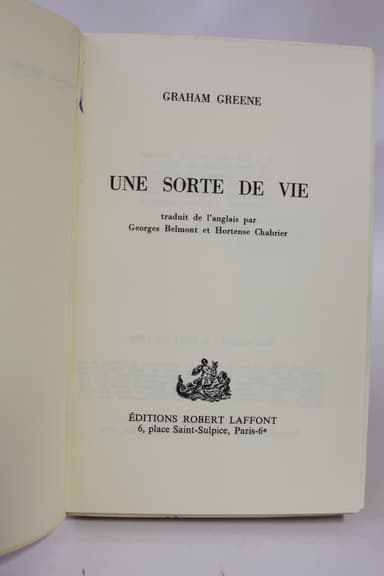 GRAHAM GREENE
UNE SORTE DE VIE
traduit de l'anglais par
Georges Belmont et Hortense Chabrier
ÉDITIONS ROBERT LAFFONT
6, place Saint-Sulpice, Paris-6e